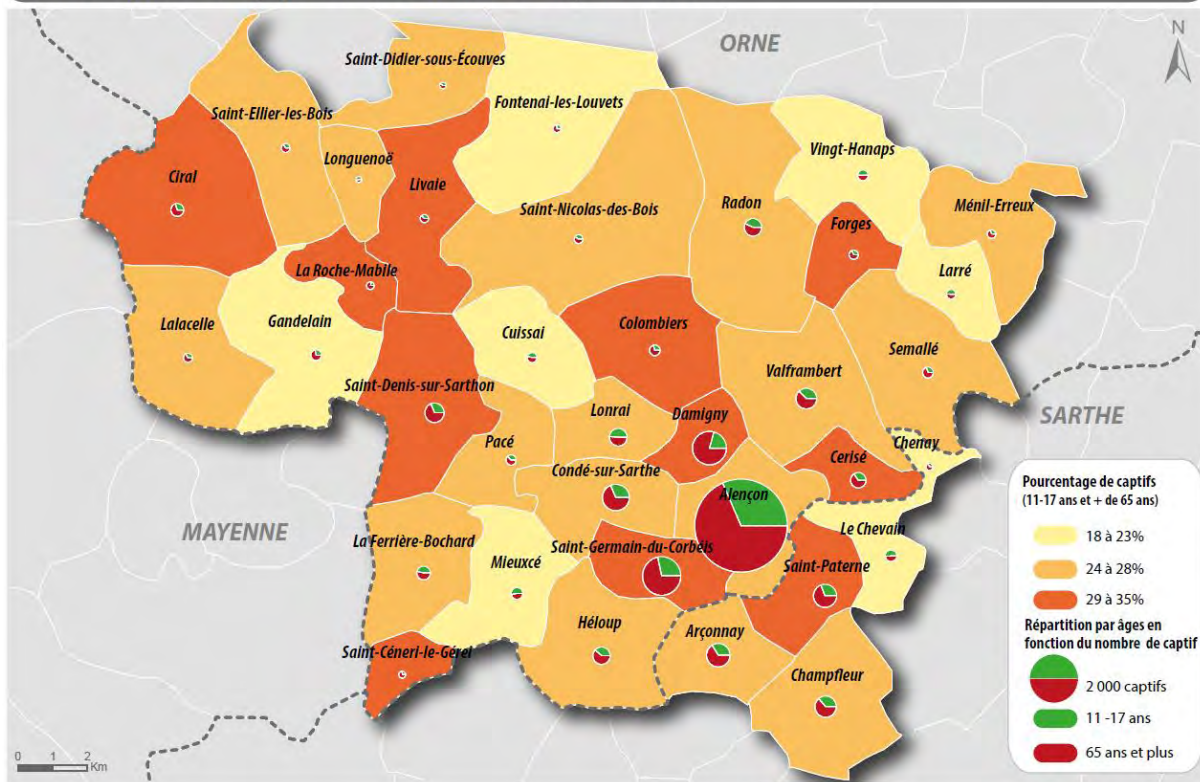 ORNE
N
Saint-Didier-sous-Écouves
Fontenai-les-Louvets
Saint-Ellier-les-Bois
Vingt-Hanaps
Longuenoë
Ciral
Livaie
Radon
Saint-Nicolas-des-Bois
Ménil-Erreux
Forges
La Roche-Mabile
Larré
Lalacelle
Gandelain
Cuissai
Colombiers
Semallé
Valframbert
Saint-Denis-sur-Sarthon
Lonrai
Damigny
SARTHE
Pacé
Chenay
Cerisé
Condé-sur-Sarthe
Alençon
MAYENNE
Le Chevain
La Ferrière-Bochard
Saint-Germain-du-Corbéis
Mieuxcé
Saint-Paterne
Héloup
Arçonnay
Saint-Céneri-le-Gérei
Champfleur
Pourcentage de captifs
(11-17 ans et + de 65 ans)
18 à 23%
24 à 28%
29 à 35%
Répartition par âges en
fonction du nombre de captif
2 000 captifs
11 -17 ans
65 ans et plus
0 1 2
Km